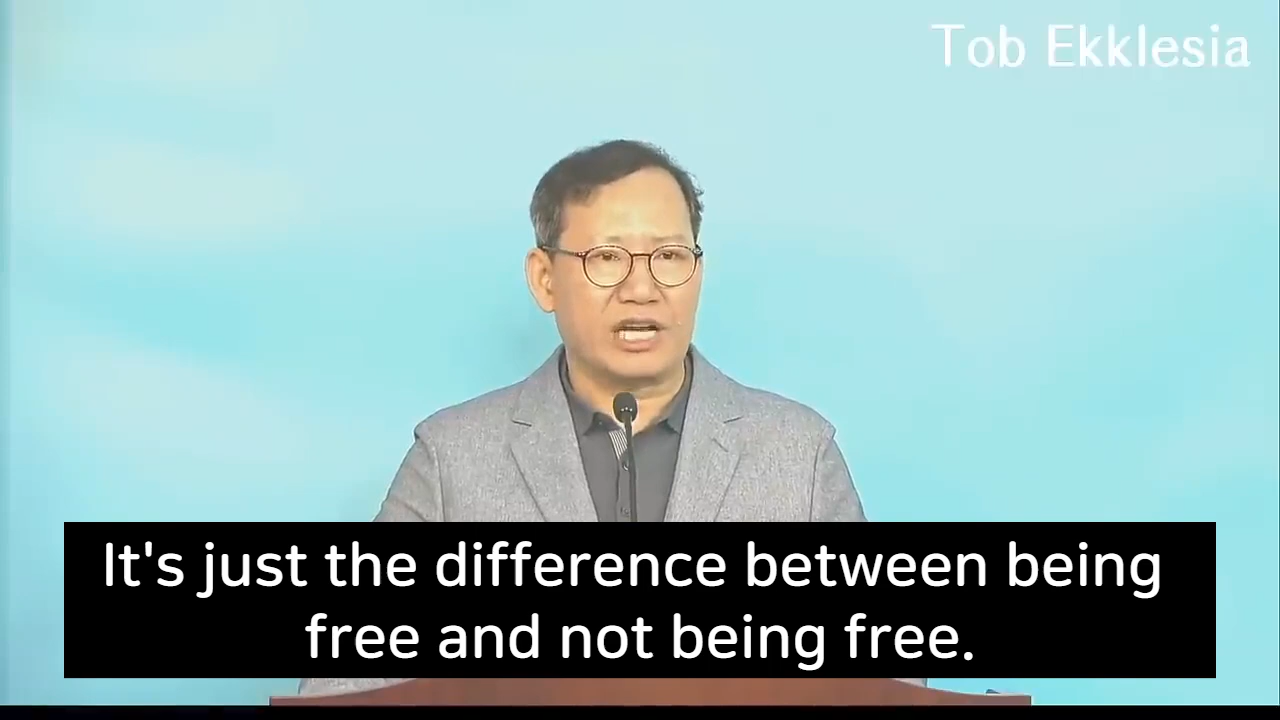 Tob Ekklesia
It's just the difference between being
free and not being free.